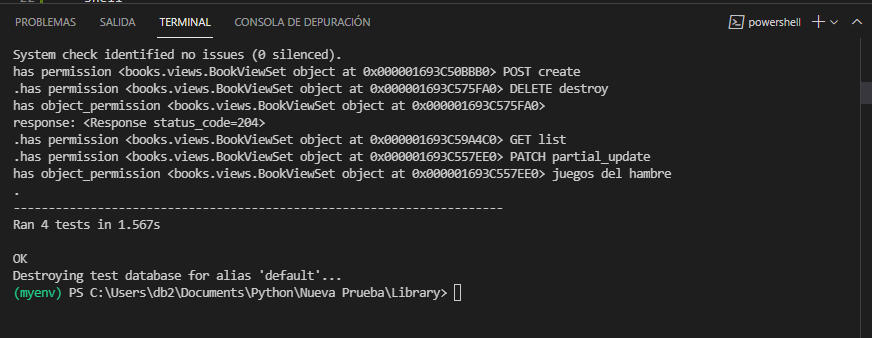 PROBLEMAS SALIDA TERMINAL CONSOLA DE DEPURACIÓN powershell
System check identified no issues (0 silenced).
has permission <books.views.BookViewSet object at 0x000001693C50BBB0> POST create
.has permission <books.views.BookViewSet object at 0x000001693C575FA0> DELETE destroy
has object_permission <books.views.BookViewSet object at 0x000001693C575FA0>
response: <Response status_code=204>
.has permission <books.views.BookViewSet object at 0x000001693C59A4C0> GET list
.has permission <books.views.BookViewSet object at 0x000001693C557EE0> PATCH partial_update
has object_permission <books.views.BookViewSet object at 0x000001693C557EE0> juegos del hambre
.
----------------------------------------------------------------------
Ran 4 tests in 1.567s
OK
Destroying test database for alias 'default'...
(myenv) PS C:\Users\db2\Documents\Python\Nueva Prueba\Library>